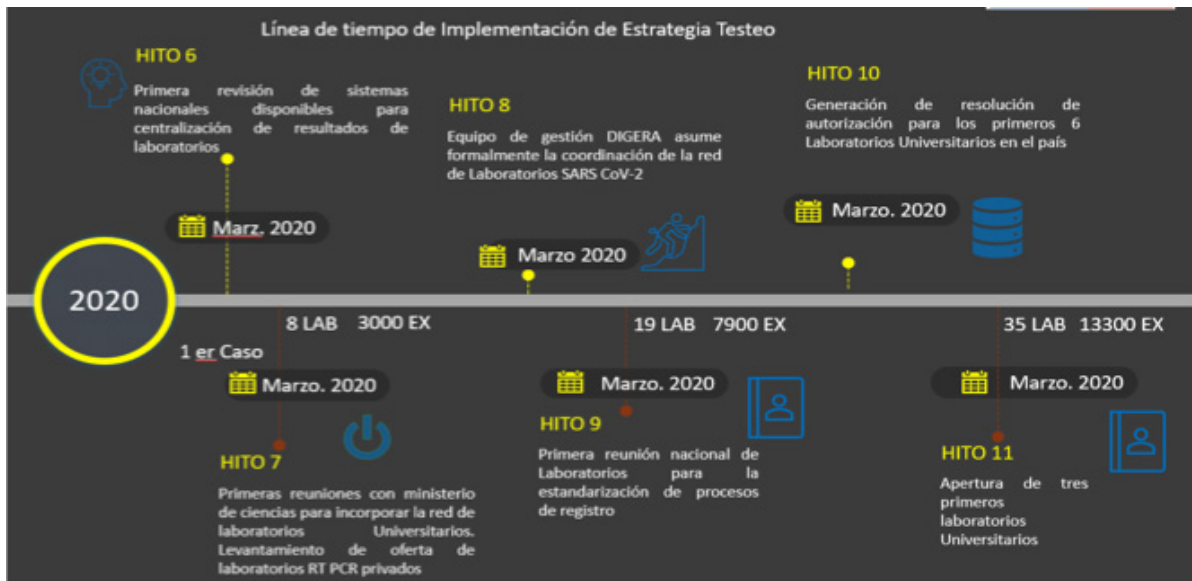 Línea de tiempo de Implementación de Estrategia Testeo
HITO 6
Primera revisión de sistemas
nacionales disponibles para
centralización de resultados de
laboratorios
Marz. 2020
HITO 8
Equipo de gestión DIGERA asume
formalmente la coordinación de la red
de Laboratorios SARS CoV-2
Marzo 2020
HITO 10
Generación de resolución de
autorización para los primeros 6
Laboratorios Universitarios en el país
Marzo. 2020
2020
8 LAB 3000 EX
19 LAB 7900 EX
35 LAB 13300 EX
1 er Caso
Marzo. 2020
HITO 7
Primeras reuniones con ministerio
de ciencias para incorporar la red de
laboratorios Universitarios.
Levantamiento de oferta de
laboratorios RT PCR privados
Marzo. 2020
HITO 9
Primera reunión nacional de
Laboratorios para la
estandarización de procesos
de registro
Marzo. 2020
HITO 11
Apertura de tres
primeros
laboratorios
Universitarios